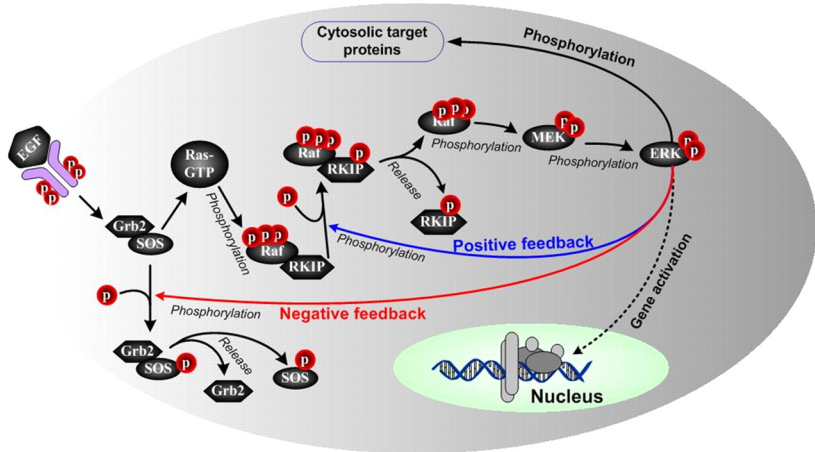 Cytosolic target
proteins
Phosphorylation
EGF
p p
p p
Grb2
SOS
Ras-
GTP
Phosphorylation
p p p
Raf
RKIP
p
p p p
Raf
p
RKIP
Release
p
RKIP
p p p
Raf
Phosphorylation
p p
MEK
Phosphorylation
p p
ERK
Phosphorylation
Positive feedback
p
Phosphorylation
Negative feedback
Gene activation
Grb2
SOS
p
Release
Grb2
p
SOS
Nucleus